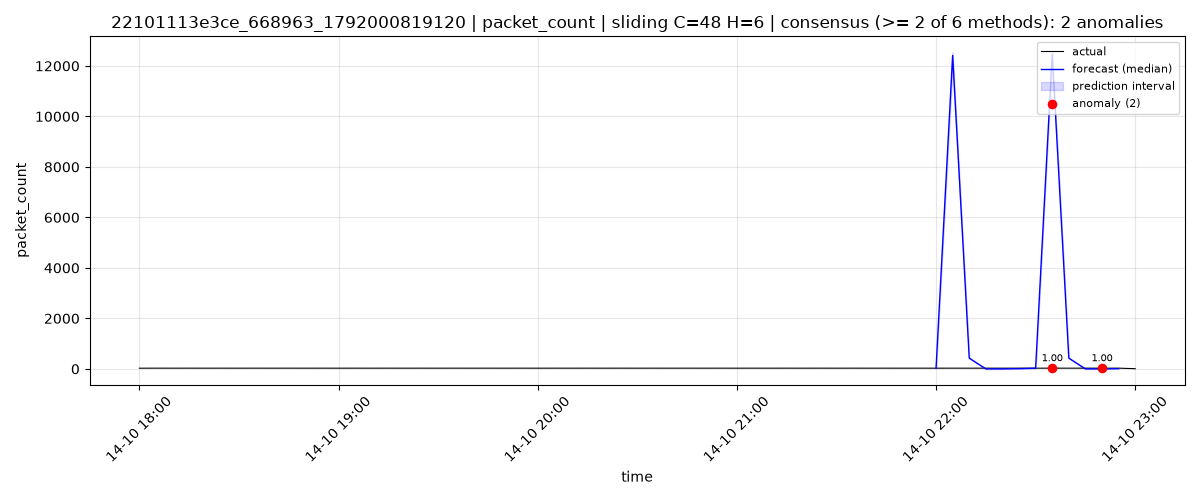 22101113e3ce_668963_1792000819120 | packet_count | sliding C=48 H=6 | consensus (>= 2 of 6 methods): 2 anomalies
actual
forecast (median)
prediction interval
anomaly (2)
12000
10000
8000
6000
4000
2000
0
packet_count
1.00
1.00
14-10 18:00
14-10 19:00
14-10 20:00
14-10 21:00
14-10 22:00
14-10 23:00
time